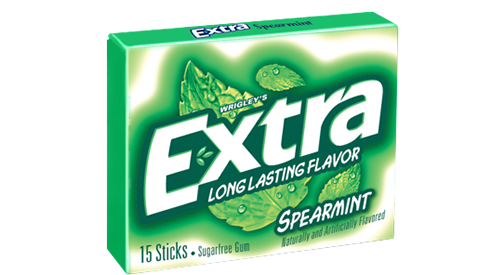 Extra Spearmint
WRIGLEY'S
Extra
LONG LASTING FLAVOR
SPEARMINT
Naturally and Artificially Flavored
15 Sticks • Sugarfree Gum